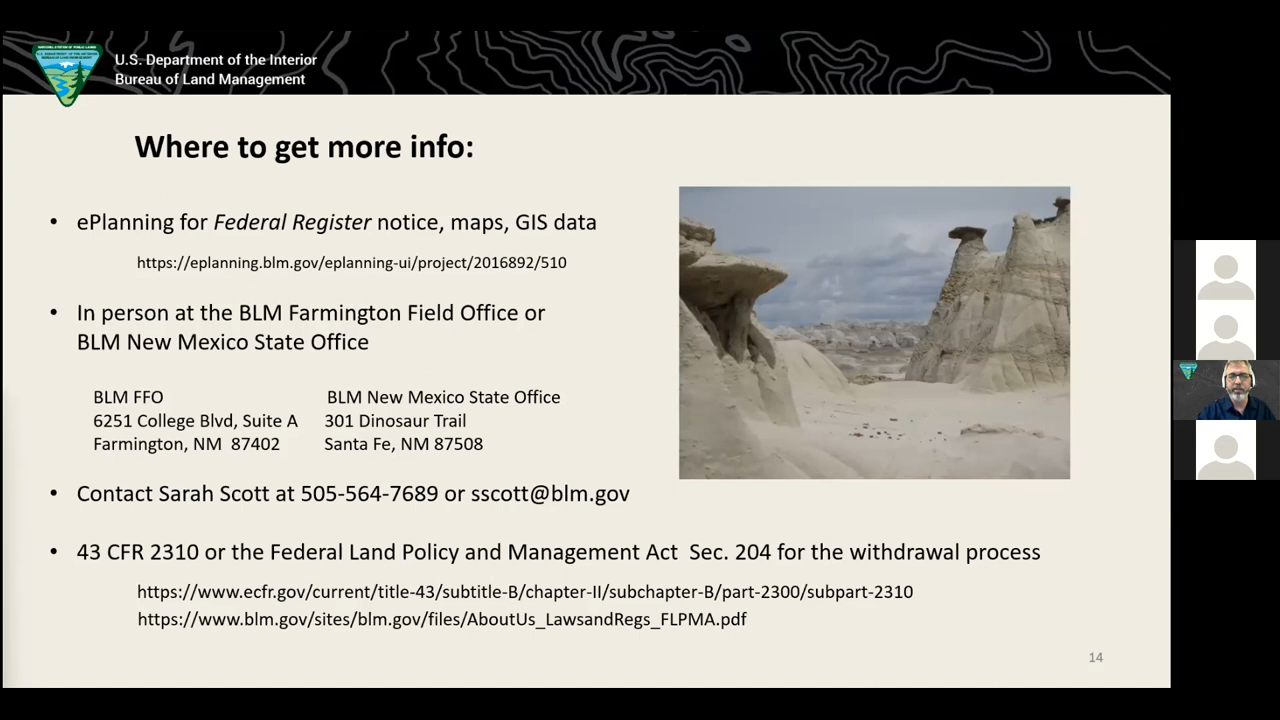 U.S. Department of the Interior
Bureau of Land Management
Where to get more info:
• ePlanning for Federal Register notice, maps, GIS data
https://eplanning.blm.gov/eplanning-ui/project/2016892/510
• In person at the BLM Farmington Field Office or
BLM New Mexico State Office
BLM FFO BLM New Mexico State Office
6251 College Blvd, Suite A 301 Dinosaur Trail
Farmington, NM 87402 Santa Fe, NM 87508
• Contact Sarah Scott at 505-564-7689 or sscott@blm.gov
• 43 CFR 2310 or the Federal Land Policy and Management Act Sec. 204 for the withdrawal process
https://www.ecfr.gov/current/title-43/subtitle-B/chapter-II/subchapter-B/part-2300/subpart-2310
https://www.blm.gov/sites/blm.gov/files/AboutUs_LawsandRegs_FLPMA.pdf
14